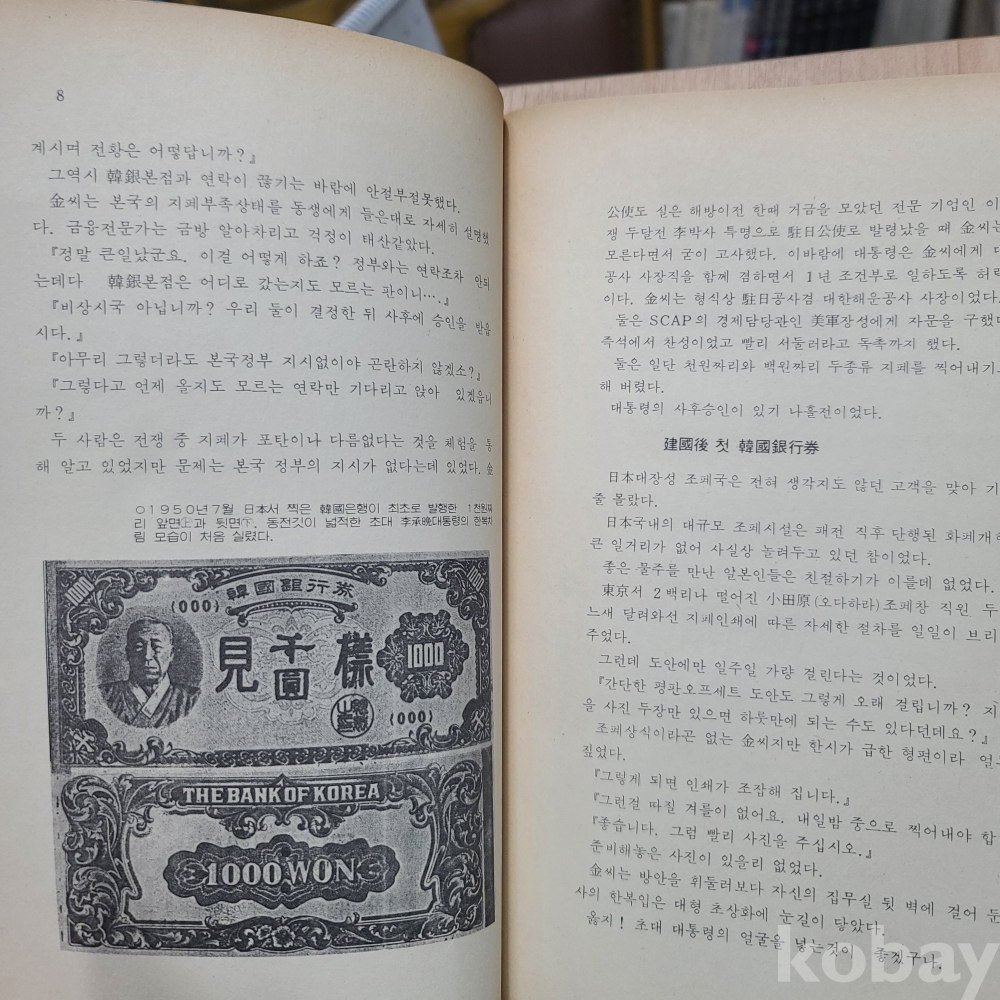 8
계시며 전황은 어떻답니까?』
그역시 韓銀본점과 연락이 끊기는 바람에 안절부절못했다.
金씨는 본국의 지폐부족상태를 동생에게 들은대로 자세히 설명했
다. 금융전문가는 금방 알아차리고 걱정이 태산같았다.
『정말 큰일났군요. 이걸 어떻게 하죠? 정부와는 연락조차 안되
는데다 韓銀본점은 어디로 갔는지도 모르는 판이니….』
『비상시국 아닙니까? 우리 둘이 결정한 뒤 사후에 승인을 받읍
시다.』
『아무리 그렇더라도 본국정부 지시없이야 곤란하지 않겠소?』
『그렇다고 언제 올지도 모르는 연락만 기다리고 앉아 있겠읍니
까?』
두 사람은 전쟁 중 지폐가 포탄이나 다름없다는 것을 체험을 통
해 알고 있었지만 문제는 본국 정부의 지시가 없다는데 있었다. 金
○1950년7월 日本서 찍은 韓國은행이 최초로 발행한 1천원짜
리 앞면㊤과 뒷면㊦. 동전깃이 넓적한 초대 李承晩대통령의 한복차
림 모습이 처음 실렸다.
1000
韓國銀行券
1000
(000)
見 千圓 樣
1000
(000)
THE BANK OF KOREA
1000 WON
公使도 실은 해방이전 한때 거금을 모았던 전문 기업인 이
쟁 두달전 李박사 특명으로 駐日公使로 발령났을 때 金씨는
모른다면서 굳이 고사했다. 이바람에 대통령은 金씨에게 대
공사 사장직을 함께 겸하면서 1년 조건부로 일하도록 허락
이다. 金씨는 형식상 駐日공사겸 대한해운공사 사장이었다.
둘은 SCAP의 경제담당관인 美軍장성에게 자문을 구했다
즉석에서 찬성이었고 빨리 서둘러라고 독촉까지 했다.
둘은 일단 천원짜리와 백원짜리 두종류 지폐를 찍어내기
해 버렸다.
대통령의 사후승인이 있기 나흘전이었다.
建國後 첫 韓國銀行券
日本대장성 조폐국은 전혀 생각지도 않던 고객을 맞아 기
줄 몰랐다.
日本국내의 대규모 조폐시설은 패전 직후 단행된 화폐개혁
큰 일거리가 없어 사실상 놀려두고 있던 참이었다.
좋은 물주를 만난 일본인들은 친절하기가 이를데 없었다.
東京서 2백리나 떨어진 小田原(오다하라)조폐창 직원 두
느새 달려와선 지폐인쇄에 따른 자세한 절차를 일일이 브리
주었다.
그런데 도안에만 일주일 가량 걸린다는 것이었다.
『간단한 평판오프세트 도안도 그렇게 오래 걸립니까? 지
을 사진 두장만 있으면 하룻만에 되는 수도 있다던데요?』
조폐상식이라곤 없는 金씨지만 한시가 급한 형편이라 얼
짚었다.
『그렇게 되면 인쇄가 조잡해 집니다.』
『그런걸 따질 겨를이 없어요. 내일밤 중으로 찍어내야 합
『좋습니다. 그럼 빨리 사진을 주십시오.』
준비해놓은 사진이 있을리 없었다.
金씨는 방안을 휘둘러보다 자신의 집무실 뒷 벽에 걸어 둔
사의 한복입은 대형 초상화에 눈길이 닿았다.
옳지! 초대 대통령의 얼굴을 넣는것이 좋겠구나.
kobay